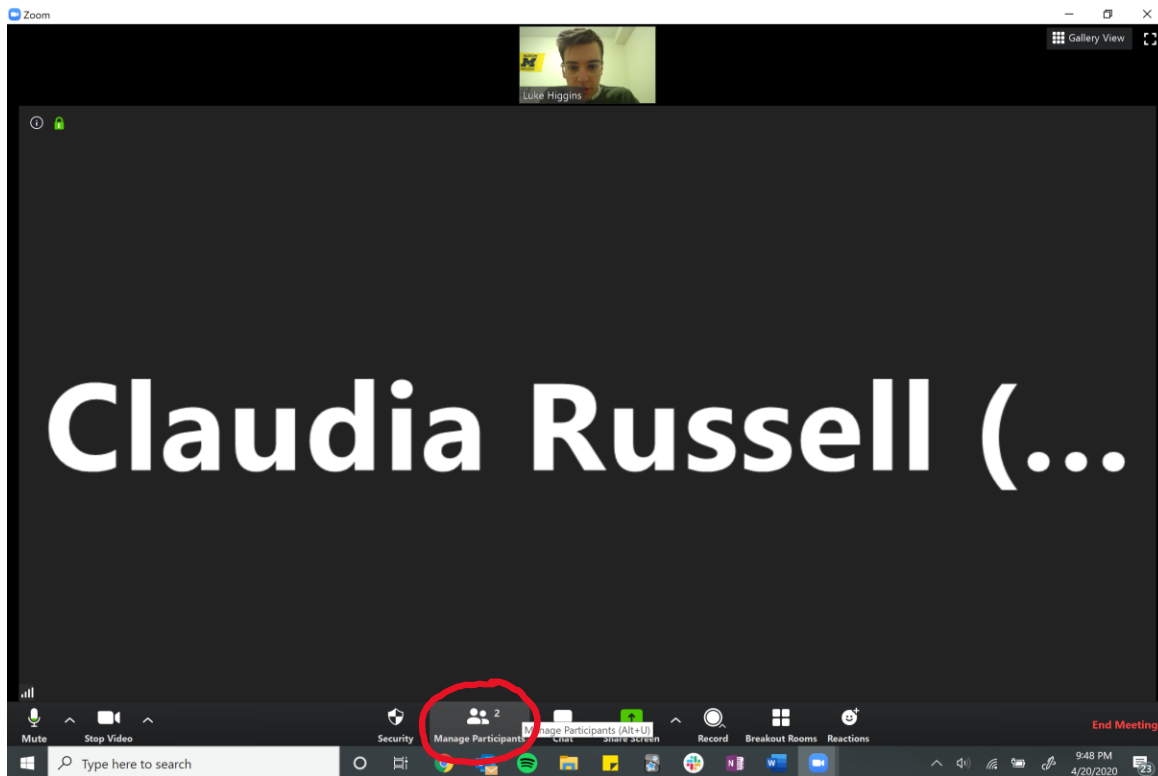 Zoom
Gallery View
Luke Higgins
E
Claudia Russell (...
2
Manage Participants (Alt+U)
Mute
Stop Video
Security
Manage Participants
Chat
Share Screen
Record
Breakout Rooms
Reactions
End Meeting
Type here to search
9:48 PM
4/20/2020
23